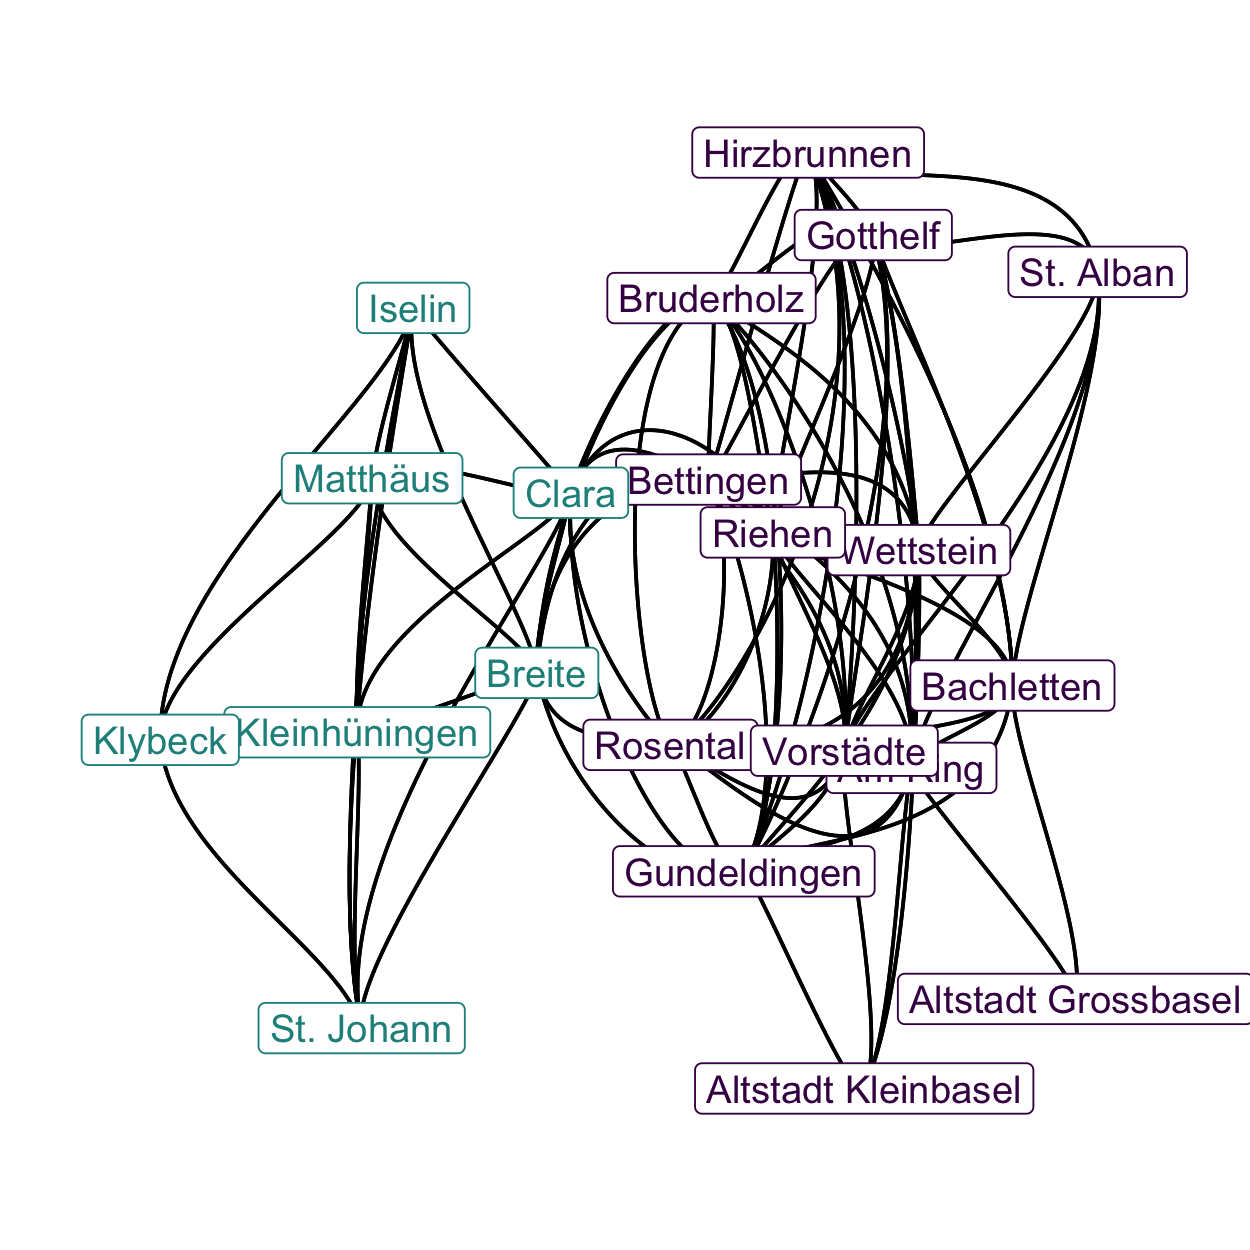 Hirzbrunnen
Gotthelf
St. Alban
Bruderholz
Iselin
Matthäus
Clara
Bettingen
Riehen
Wettstein
Breite
Bachletten
Klybeck
Kleinhüningen
Rosental
Vorstädte
Am Ring
Gundeldingen
Altstadt Grossbasel
St. Johann
Altstadt Kleinbasel